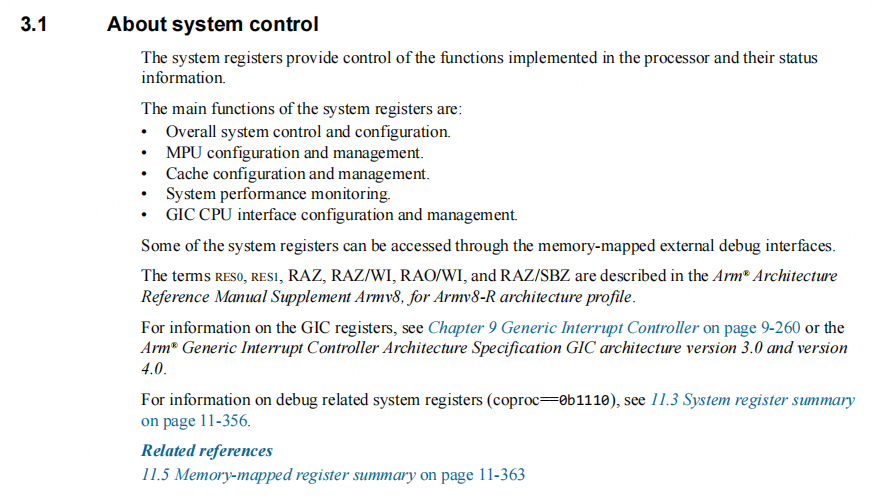 3.1 About system control
The system registers provide control of the functions implemented in the processor and their status
information.
The main functions of the system registers are:
• Overall system control and configuration.
• MPU configuration and management.
• Cache configuration and management.
• System performance monitoring.
• GIC CPU interface configuration and management.
Some of the system registers can be accessed through the memory-mapped external debug interfaces.
The terms RES0, RES1, RAZ, RAZ/WI, RAO/WI, and RAZ/SBZ are described in the Arm® Architecture
Reference Manual Supplement Armv8, for Armv8-R architecture profile.
For information on the GIC registers, see Chapter 9 Generic Interrupt Controller on page 9-260 or the
Arm® Generic Interrupt Controller Architecture Specification GIC architecture version 3.0 and version
4.0.
For information on debug related system registers (coproc==0b1110), see 11.3 System register summary
on page 11-356.
Related references
11.5 Memory-mapped register summary on page 11-363